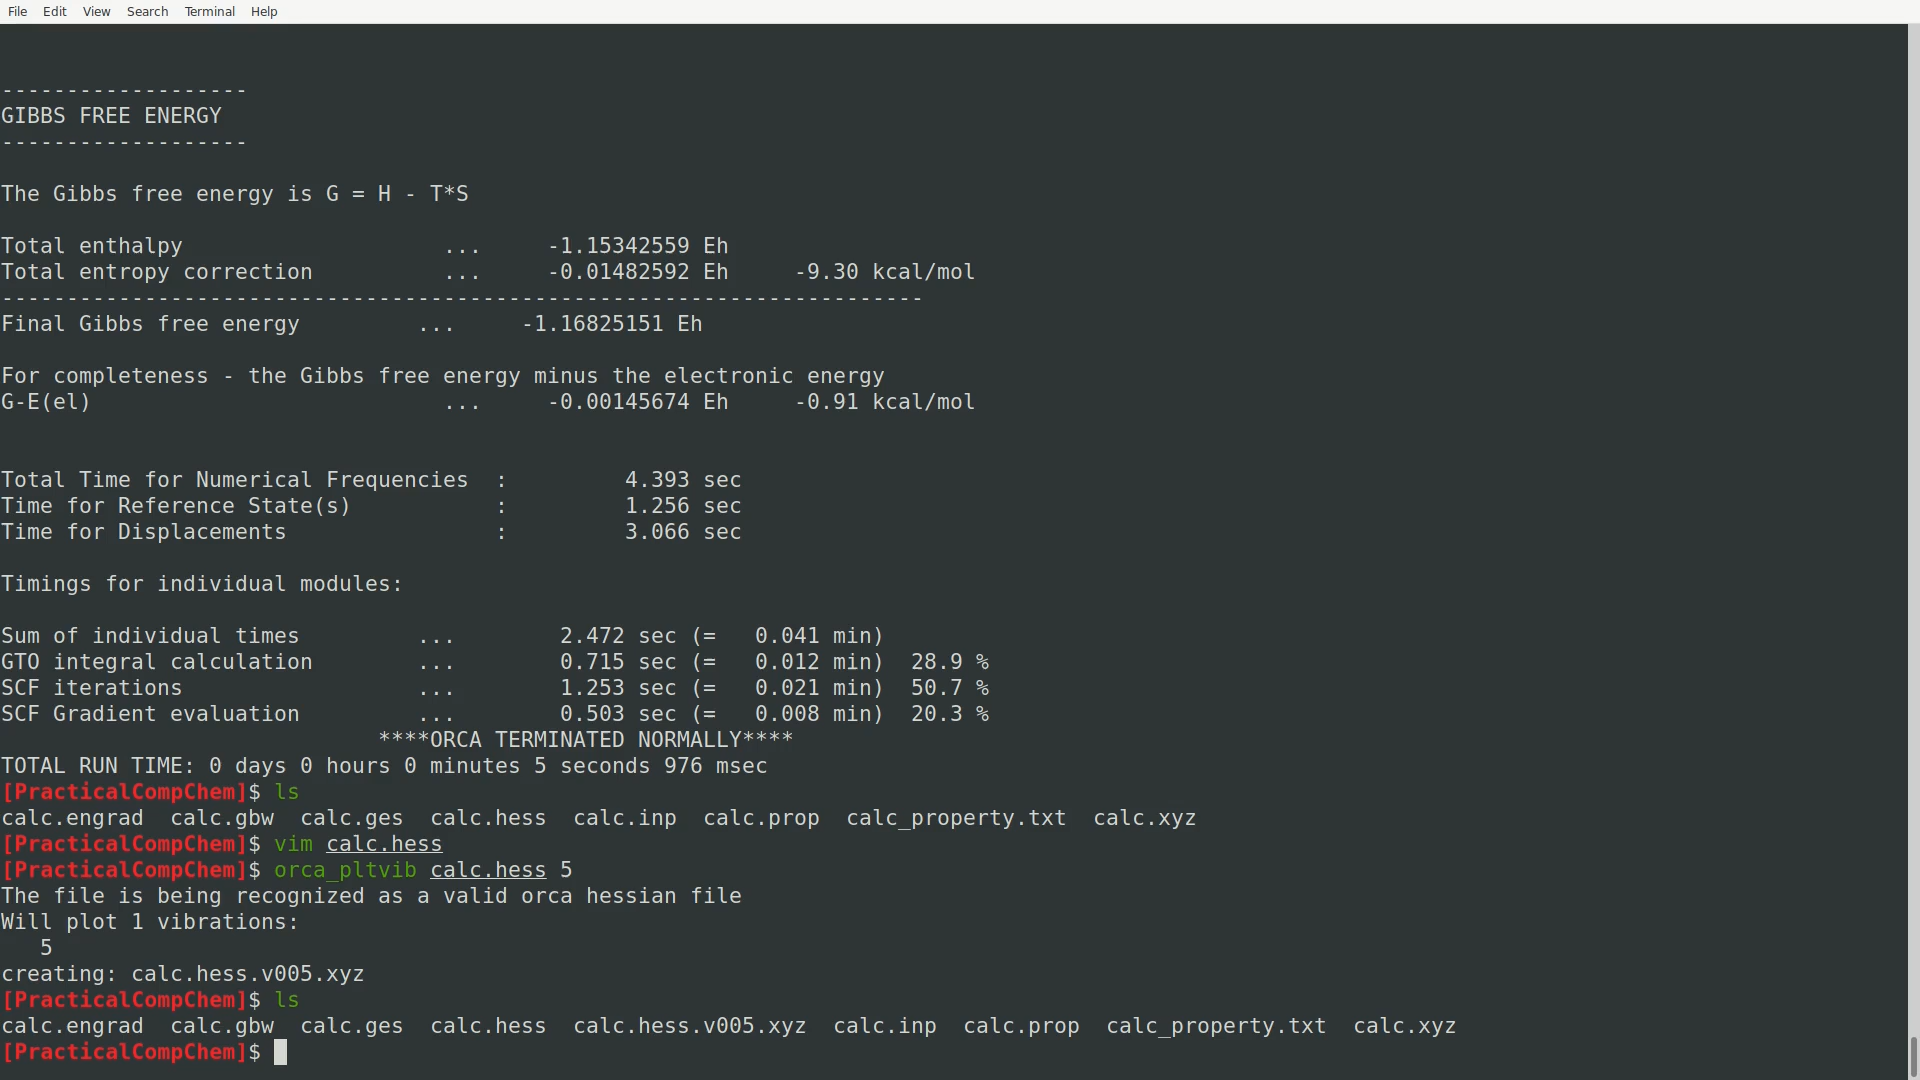 File Edit View Search Terminal Help
-------------------
GIBBS FREE ENERGY
-------------------
The Gibbs free energy is G = H - T*S
Total enthalpy                    ...     -1.15342559 Eh
Total entropy correction          ...     -0.01482592 Eh     -9.30 kcal/mol
-----------------------------------------------------------------------
Final Gibbs free energy         ...     -1.16825151 Eh
For completeness - the Gibbs free energy minus the electronic energy
G-E(el)                           ...     -0.00145674 Eh     -0.91 kcal/mol
Total Time for Numerical Frequencies  :         4.393 sec
Time for Reference State(s)           :         1.256 sec
Time for Displacements                :         3.066 sec
Timings for individual modules:
Sum of individual times         ...        2.472 sec (=   0.041 min)
GTO integral calculation        ...        0.715 sec (=   0.012 min)  28.9 %
SCF iterations                  ...        1.253 sec (=   0.021 min)  50.7 %
SCF Gradient evaluation         ...        0.503 sec (=   0.008 min)  20.3 %
                             ****ORCA TERMINATED NORMALLY****
TOTAL RUN TIME: 0 days 0 hours 0 minutes 5 seconds 976 msec
[PracticalCompChem]$ ls
calc.engrad  calc.gbw  calc.ges  calc.hess  calc.inp  calc.prop  calc_property.txt  calc.xyz
[PracticalCompChem]$ vim calc.hess
[PracticalCompChem]$ orca_pltvib calc.hess 5
The file is being recognized as a valid orca hessian file
Will plot 1 vibrations:
   5
creating: calc.hess.v005.xyz
[PracticalCompChem]$ ls
calc.engrad  calc.gbw  calc.ges  calc.hess  calc.hess.v005.xyz  calc.inp  calc.prop  calc_property.txt  calc.xyz
[PracticalCompChem]$